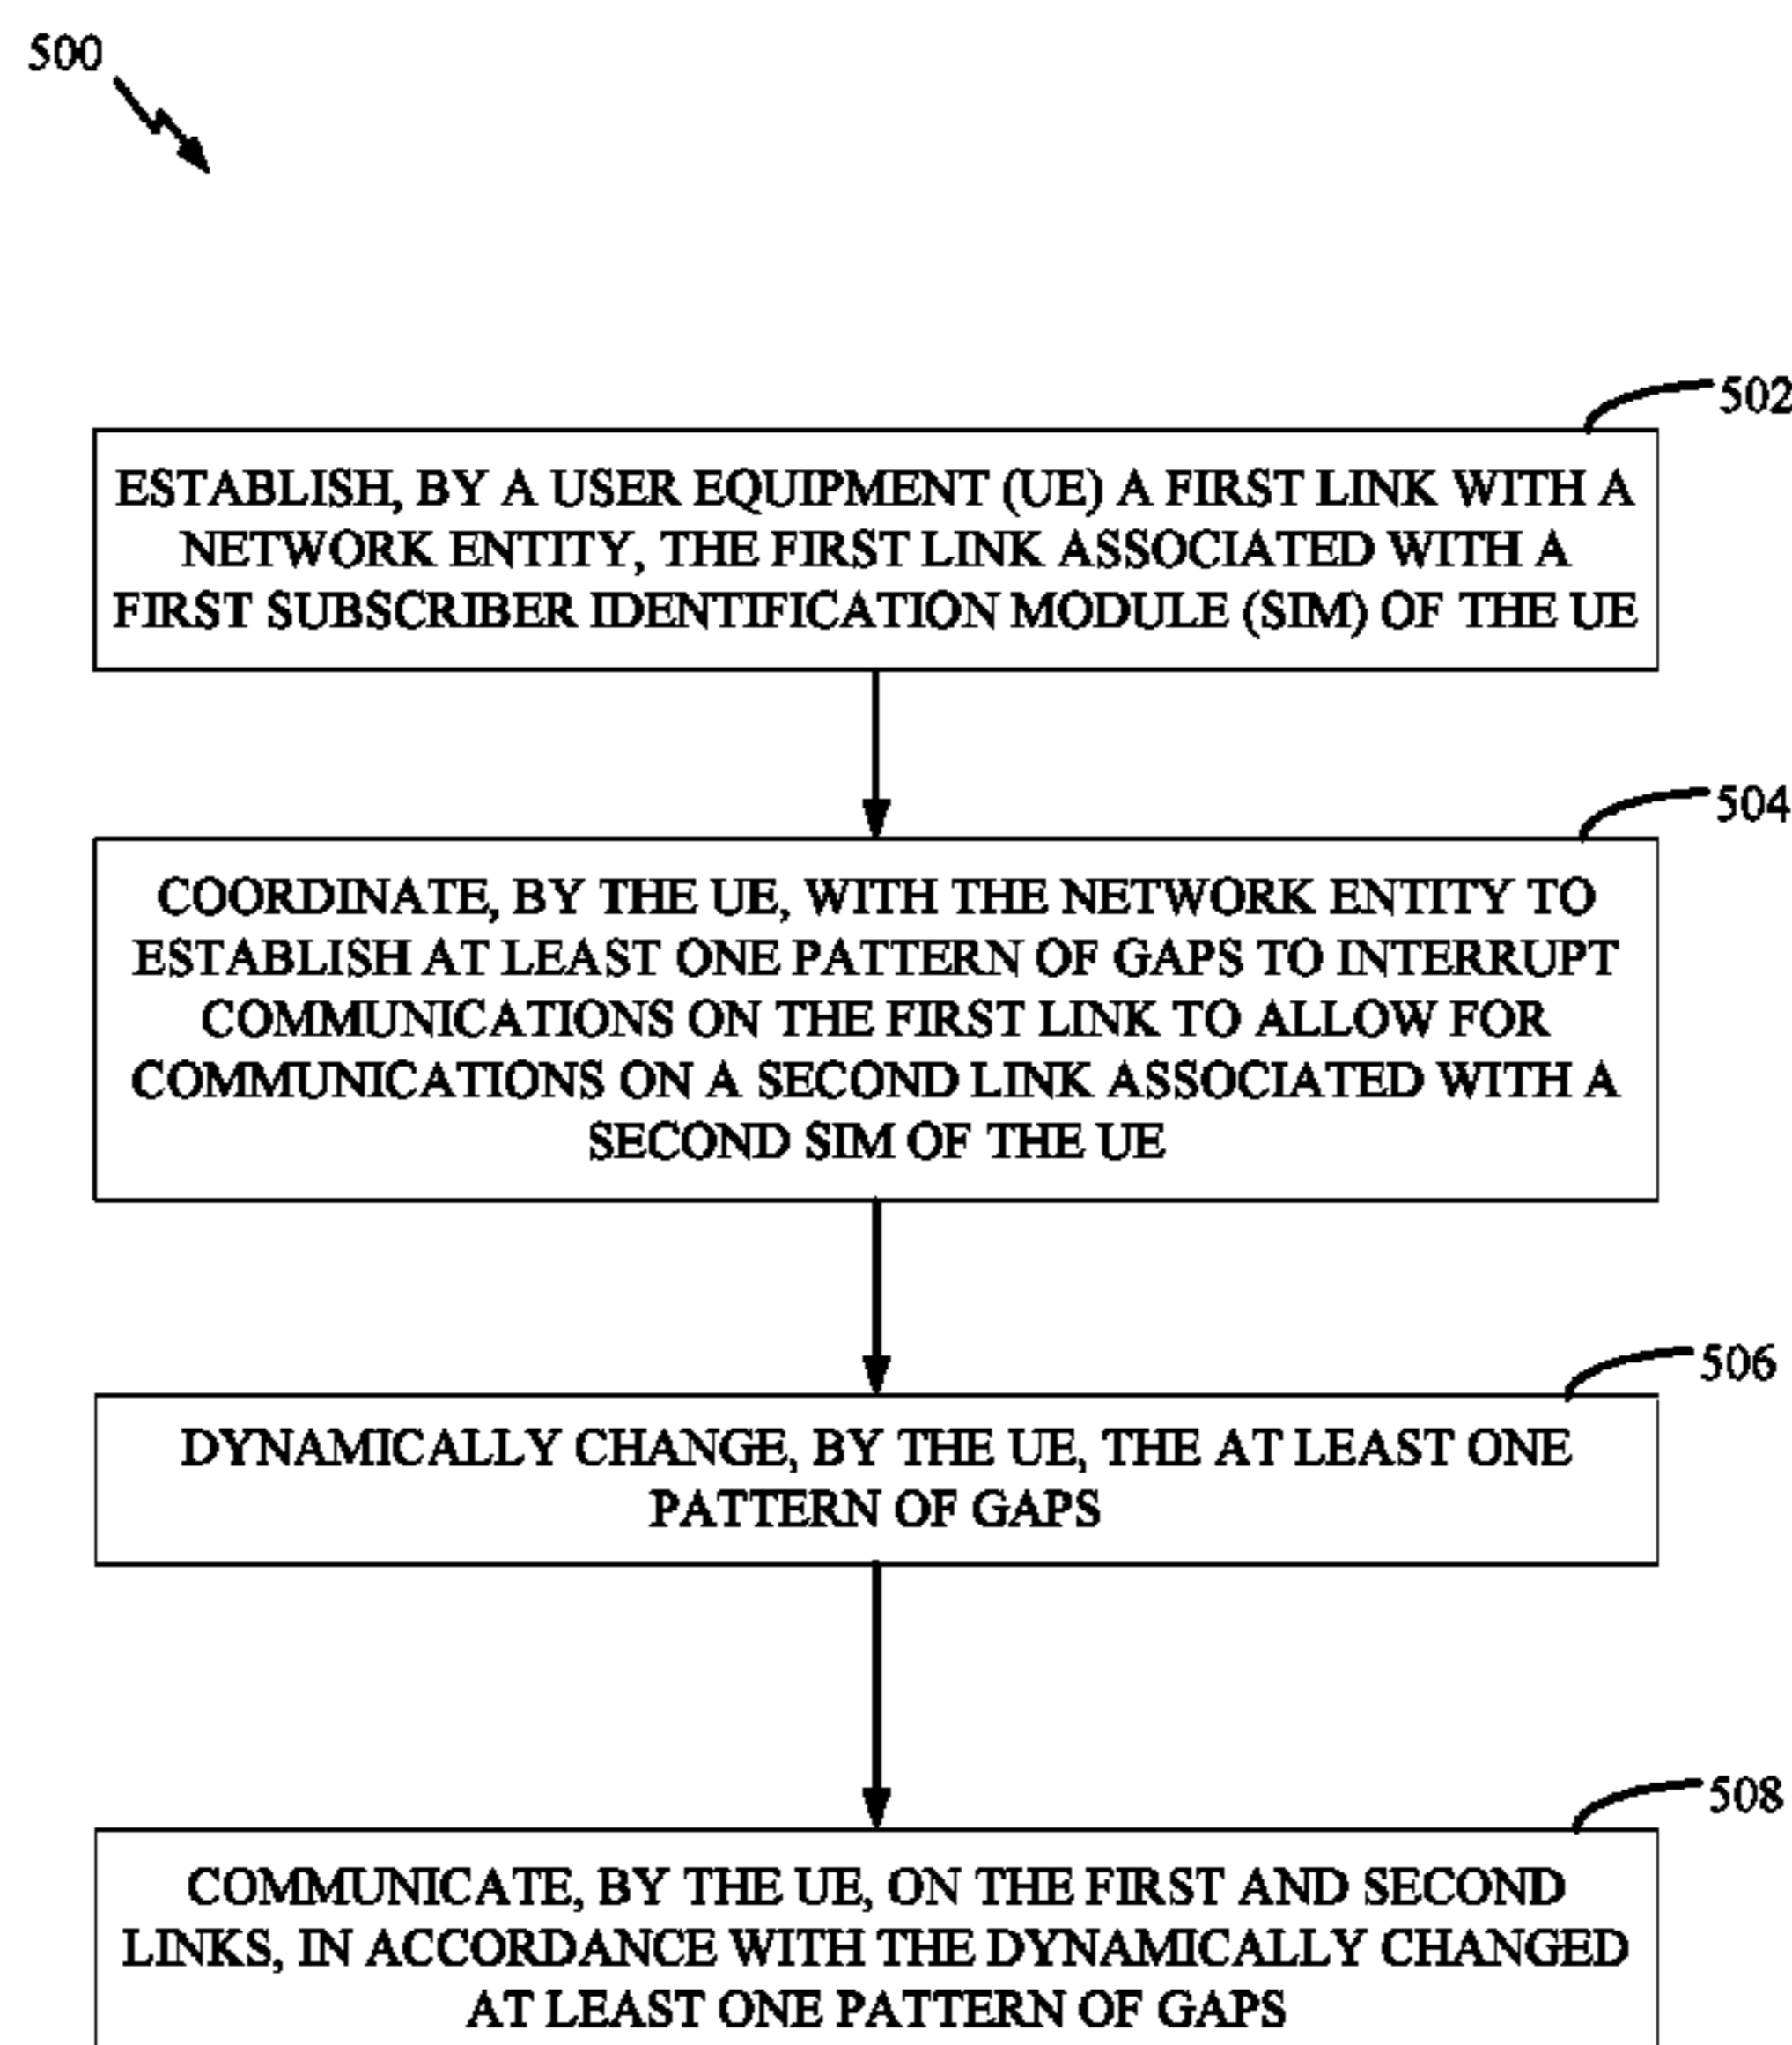 500
502
ESTABLISH, BY A USER EQUIPMENT (UE) A FIRST LINK WITH A
NETWORK ENTITY, THE FIRST LINK ASSOCIATED WITH A
FIRST SUBSCRIBER IDENTIFICATION MODULE (SIM) OF THE UE
504
COORDINATE, BY THE UE, WITH THE NETWORK ENTITY TO
ESTABLISH AT LEAST ONE PATTERN OF GAPS TO INTERRUPT
COMMUNICATIONS ON THE FIRST LINK TO ALLOW FOR
COMMUNICATIONS ON A SECOND LINK ASSOCIATED WITH A
SECOND SIM OF THE UE
506
DYNAMICALLY CHANGE, BY THE UE, THE AT LEAST ONE
PATTERN OF GAPS
508
COMMUNICATE, BY THE UE, ON THE FIRST AND SECOND
LINKS, IN ACCORDANCE WITH THE DYNAMICALLY CHANGED
AT LEAST ONE PATTERN OF GAPS